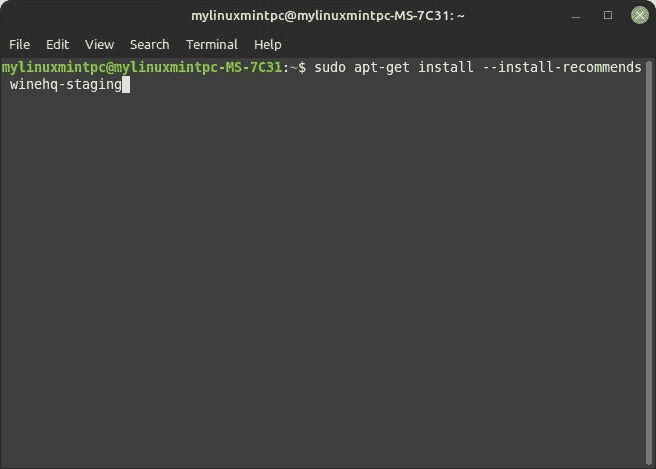 mylinuxmintpc@mylinuxmintpc-MS-7C31: ~
File Edit View Search Terminal Help
mylinuxmintpc@mylinuxmintpc-MS-7C31:~$ sudo apt-get install --install-recommends
winehq-staging